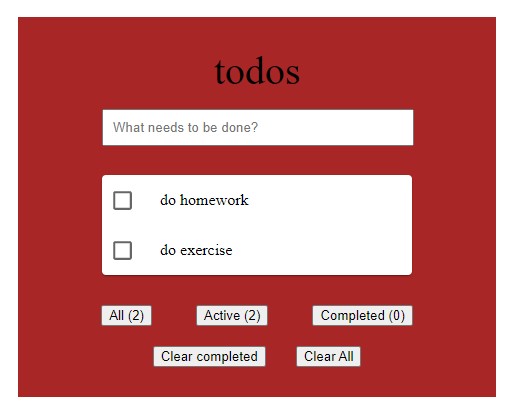 todos
What needs to be done?
do homework
do exercise
All (2) Active (2) Completed (0)
Clear completed Clear All